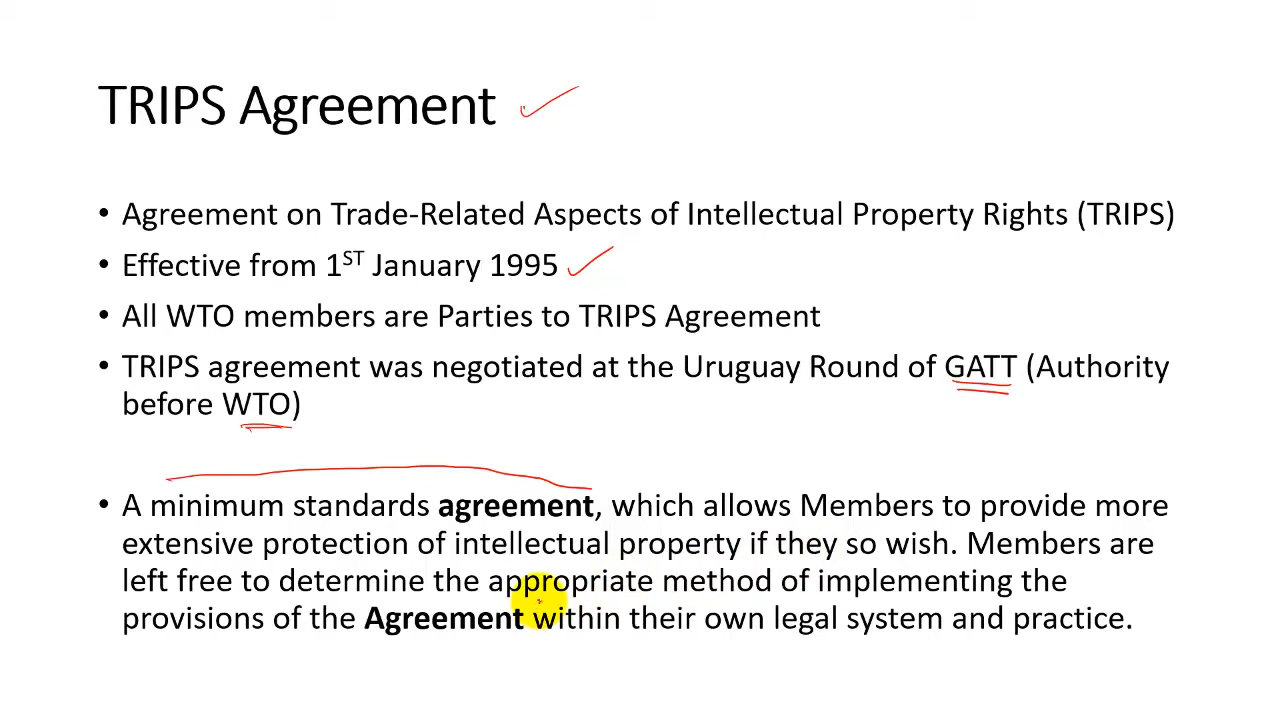 TRIPS Agreement
• Agreement on Trade-Related Aspects of Intellectual Property Rights (TRIPS)
• Effective from 1ST January 1995
• All WTO members are Parties to TRIPS Agreement
• TRIPS agreement was negotiated at the Uruguay Round of GATT (Authority
before WTO)
• A minimum standards agreement, which allows Members to provide more
extensive protection of intellectual property if they so wish. Members are
left free to determine the appropriate method of implementing the
provisions of the Agreement within their own legal system and practice.